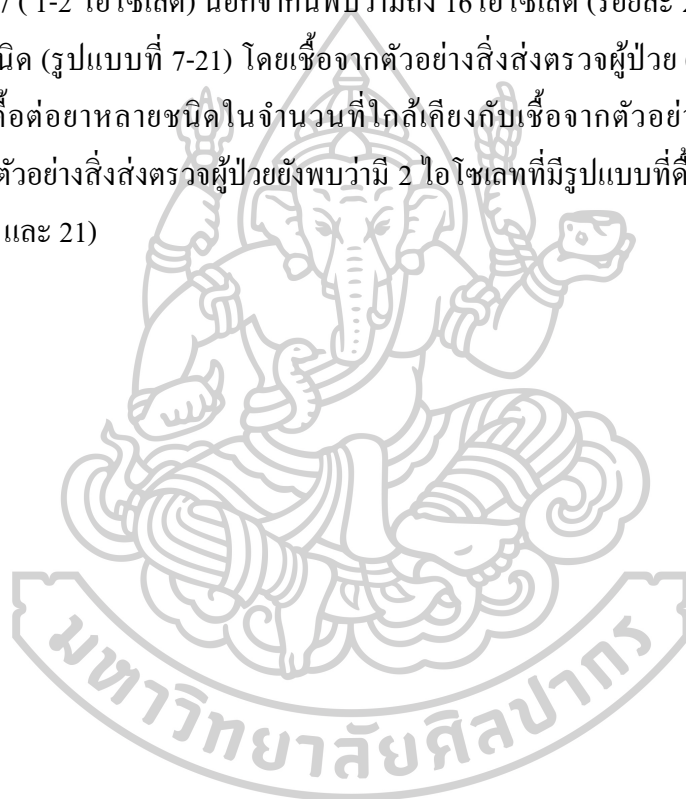 7 ( 1-2 ไอโซเลต) นอกจากนี้พบว่ามีถึง 16 ไอโซเลต (ร้อยละ 2
นิด (รูปแบบที่ 7-21) โดยเชื้อจากตัวอย่างสิ่งส่งตรวจผู้ป่วย
ดื้อต่อยาหลายชนิดในจำนวนที่ใกล้เคียงกับเชื้อจากตัวอย่า
ตัวอย่างสิ่งส่งตรวจผู้ป่วยยังพบว่ามี 2 ไอโซเลทที่มีรูปแบบที่ดื้
และ 21)
มหาวิทยาลัยศิลปากร